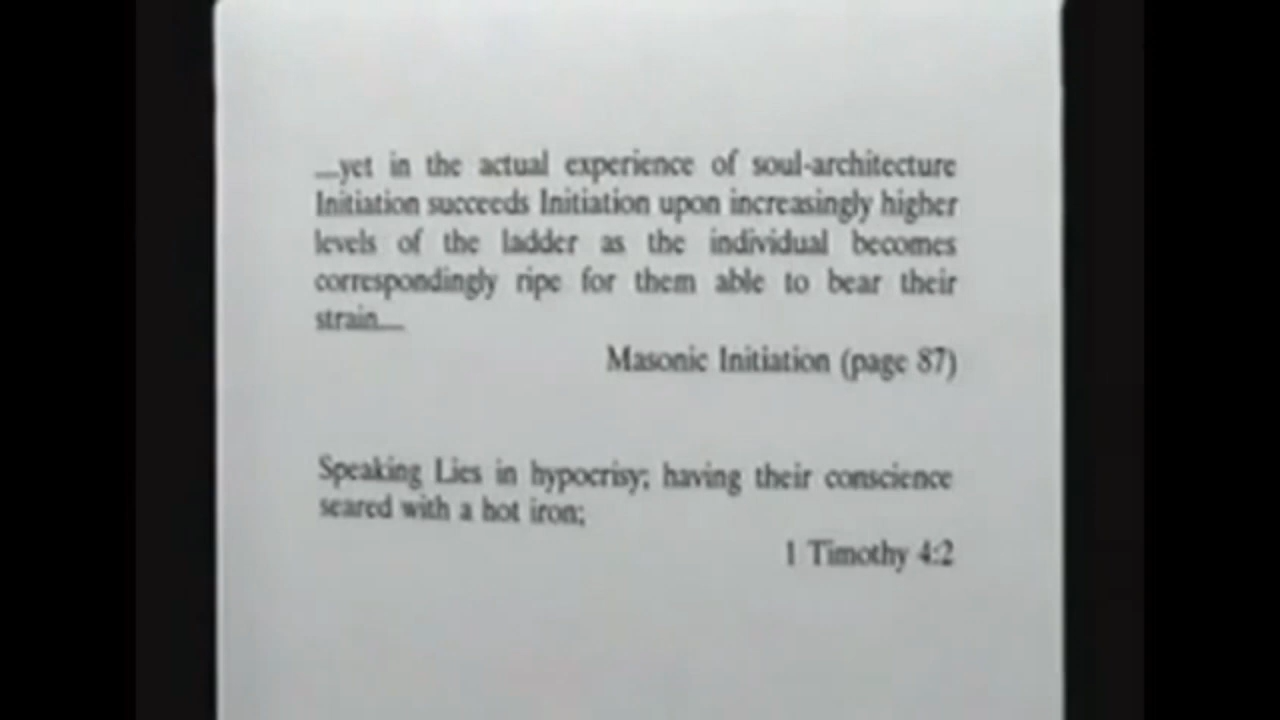 ...yet in the actual experience of soul-architecture
Initiation succeeds Initiation upon increasingly higher
levels of the ladder as the individual becomes
correspondingly ripe for them able to bear their
strain...
Masonic Initiation (page 87)
Speaking Lies in hypocrisy; having their conscience
seared with a hot iron;
1 Timothy 4:2